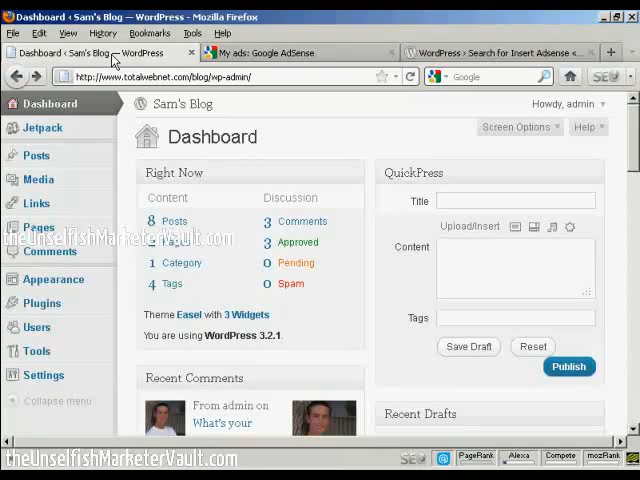 Dashboard ‹ Sam's Blog — WordPress - Mozilla Firefox
File Edit View History Bookmarks Tools Help
Dashboard ‹ Sam's Blog — WordPress
My ads: Google AdSense
WordPress › Search for Insert Adsense «
http://www.totalwebnet.com/blog/wp-admin/
Google
SEO
Dashboard
Sam's Blog
Howdy, admin
Jetpack
Dashboard
Screen Options
Help
Posts
Media
Links
Pages
Comments
Appearance
Plugins
Users
Tools
Settings
Collapse menu
Right Now
Content
Discussion
8 Posts
3 Comments
3 Approved
1 Category
0 Pending
4 Tags
0 Spam
Theme Easel with 3 Widgets
You are using WordPress 3.2.1.
Recent Comments
From admin on
What's your
QuickPress
Title
Upload/Insert
Content
Tags
Save Draft
Reset
Publish
Recent Drafts
theUnselfishMarketerVault.com
theUnselfishMarketerVault.com
SEO
PageRank
Alexa
Compete
mozRank